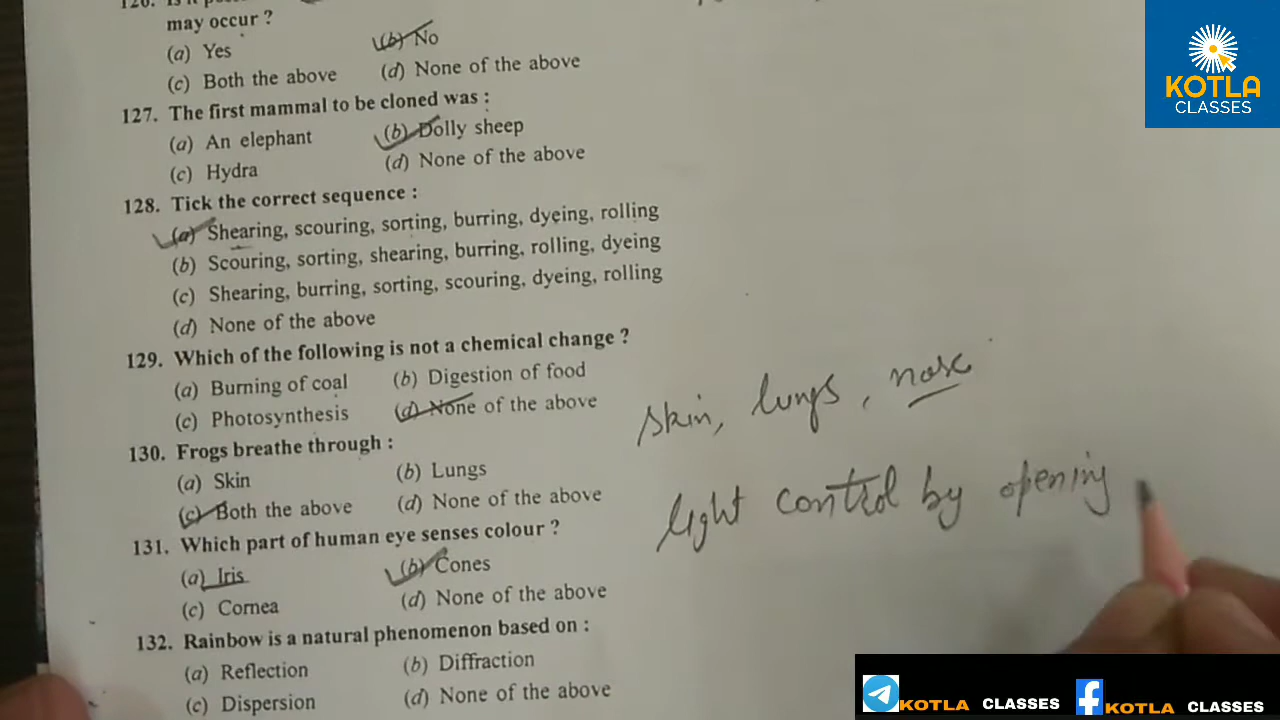 may occur ?
(a) Yes (b) No
(c) Both the above (d) None of the above
127. The first mammal to be cloned was :
(a) An elephant (b) Dolly sheep
(c) Hydra (d) None of the above
128. Tick the correct sequence :
(a) Shearing, scouring, sorting, burring, dyeing, rolling
(b) Scouring, sorting, shearing, burring, rolling, dyeing
(c) Shearing, burring, sorting, scouring, dyeing, rolling
(d) None of the above
129. Which of the following is not a chemical change ?
(a) Burning of coal (b) Digestion of food
(c) Photosynthesis (d) None of the above
130. Frogs breathe through :
(a) Skin (b) Lungs
(c) Both the above (d) None of the above
131. Which part of human eye senses colour ?
(a) Iris (b) Cones
(c) Cornea (d) None of the above
132. Rainbow is a natural phenomenon based on :
(a) Reflection (b) Diffraction
(c) Dispersion (d) None of the above
skin, lungs, nose
light control by opening
KOTLA
CLASSES
KOTLA CLASSES KOTLA CLASSES